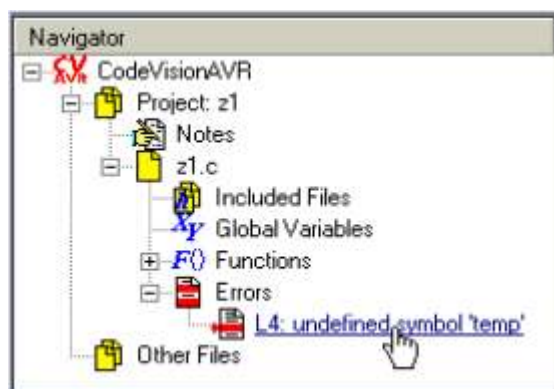 Navigator
CodeVisionAVR
Project: z1
Notes
z1.c
Included Files
Global Variables
Functions
Errors
L4: undefined symbol 'temp'
Other Files